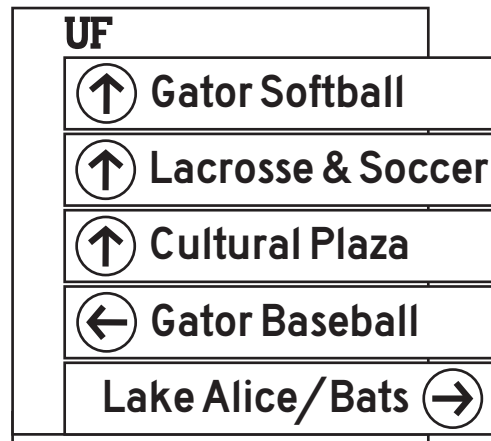 UF
Gator Softball
Lacrosse & Soccer
Cultural Plaza
Gator Baseball
Lake Alice/Bats